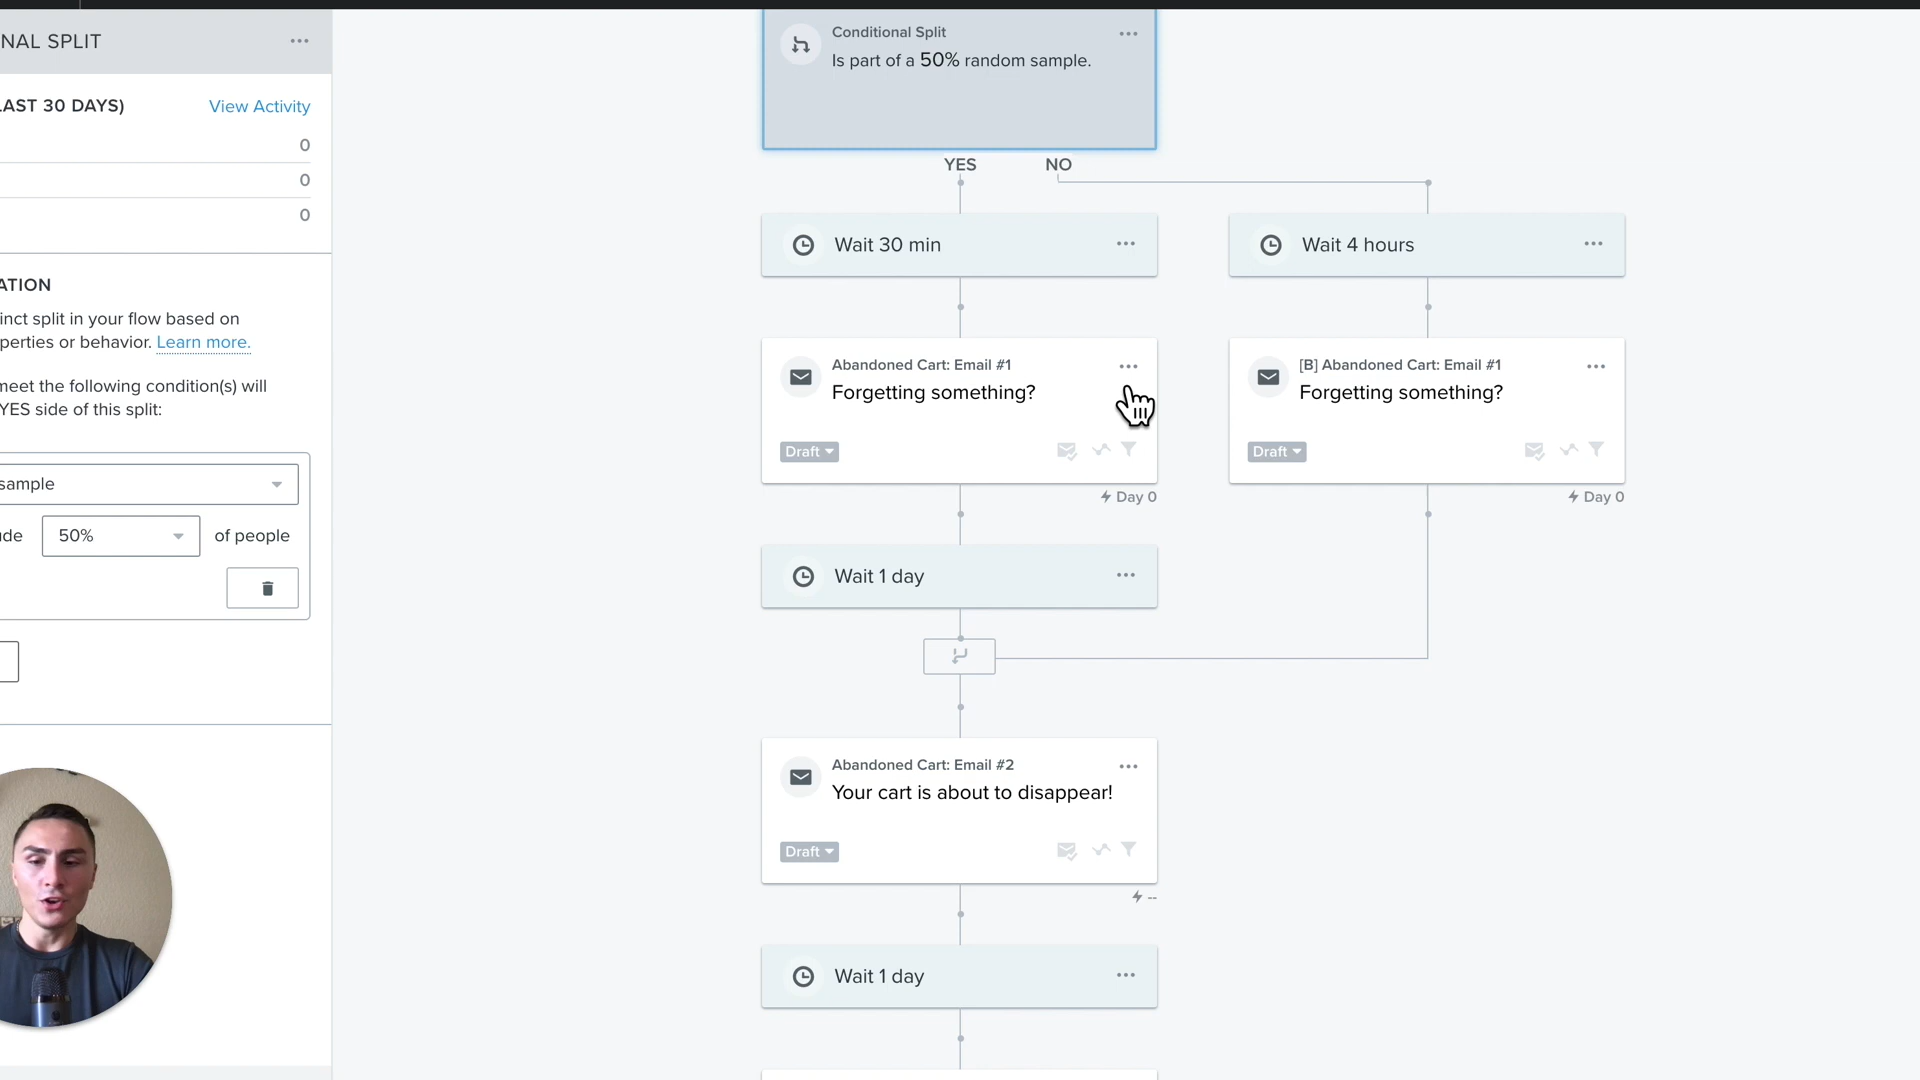 NAL SPLIT
LAST 30 DAYS)
View Activity
0
0
0
ATION
inct split in your flow based on
perties or behavior. Learn more.
meet the following condition(s) will
YES side of this split:
sample
ude 50% of people
Conditional Split
Is part of a 50% random sample.
YES NO
Wait 30 min
Wait 4 hours
Abandoned Cart: Email #1
Forgetting something?
Draft
Day 0
[B] Abandoned Cart: Email #1
Forgetting something?
Draft
Day 0
Wait 1 day
Abandoned Cart: Email #2
Your cart is about to disappear!
Draft
--
Wait 1 day